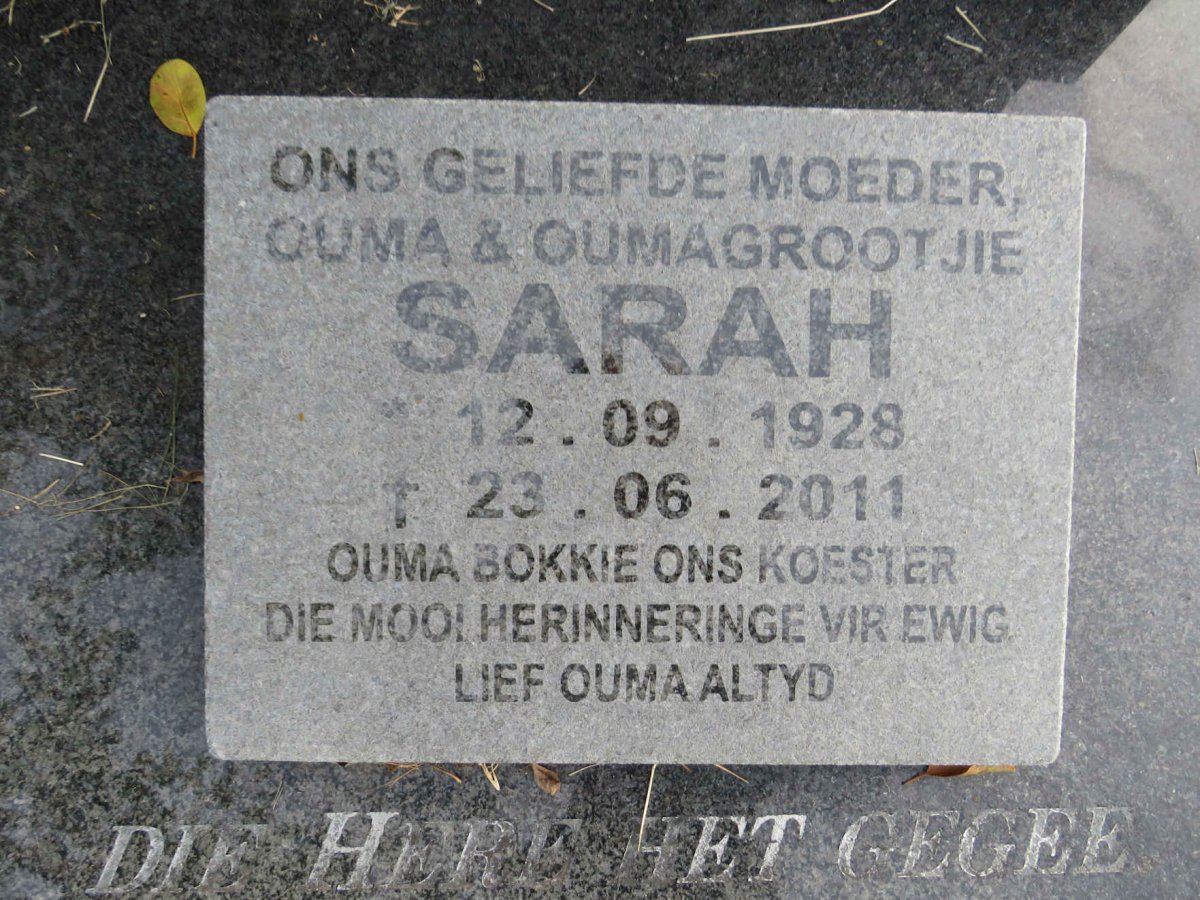 ONS GELIEFDE MOEDER,
OUMA & OUMAGROOTJIE
SARAH
* 12 . 09 . 1928
† 23 . 06 . 2011
OUMA BOKKIE ONS KOESTER
DIE MOOI HERINNERINGE VIR EWIG.
LIEF OUMA ALTYD
DIE HERE HET GEGEE